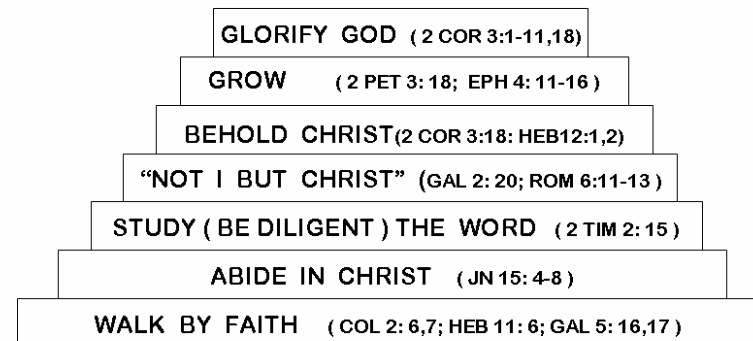 GLORIFY GOD ( 2 COR 3:1-11,18)
GROW ( 2 PET 3: 18; EPH 4: 11-16 )
BEHOLD CHRIST(2 COR 3:18: HEB12:1,2)
“NOT I BUT CHRIST” (GAL 2: 20; ROM 6:11-13 )
STUDY ( BE DILIGENT ) THE WORD ( 2 TIM 2: 15 )
ABIDE IN CHRIST ( JN 15: 4-8 )
WALK BY FAITH ( COL 2: 6,7; HEB 11: 6; GAL 5: 16,17 )